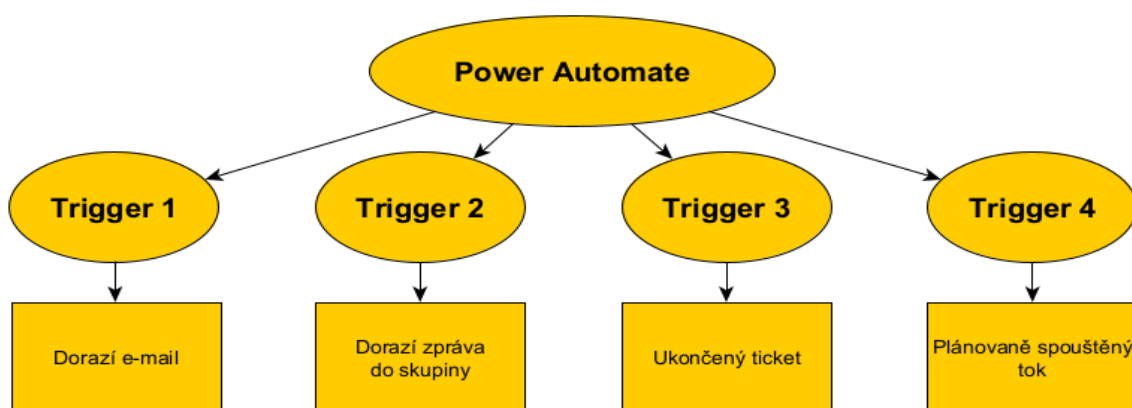 Power Automate
Trigger 1
Trigger 2
Trigger 3
Trigger 4
Dorazí e-mail
Dorazí zpráva
do skupiny
Ukončený ticket
Plánovaně spouštěný
tok